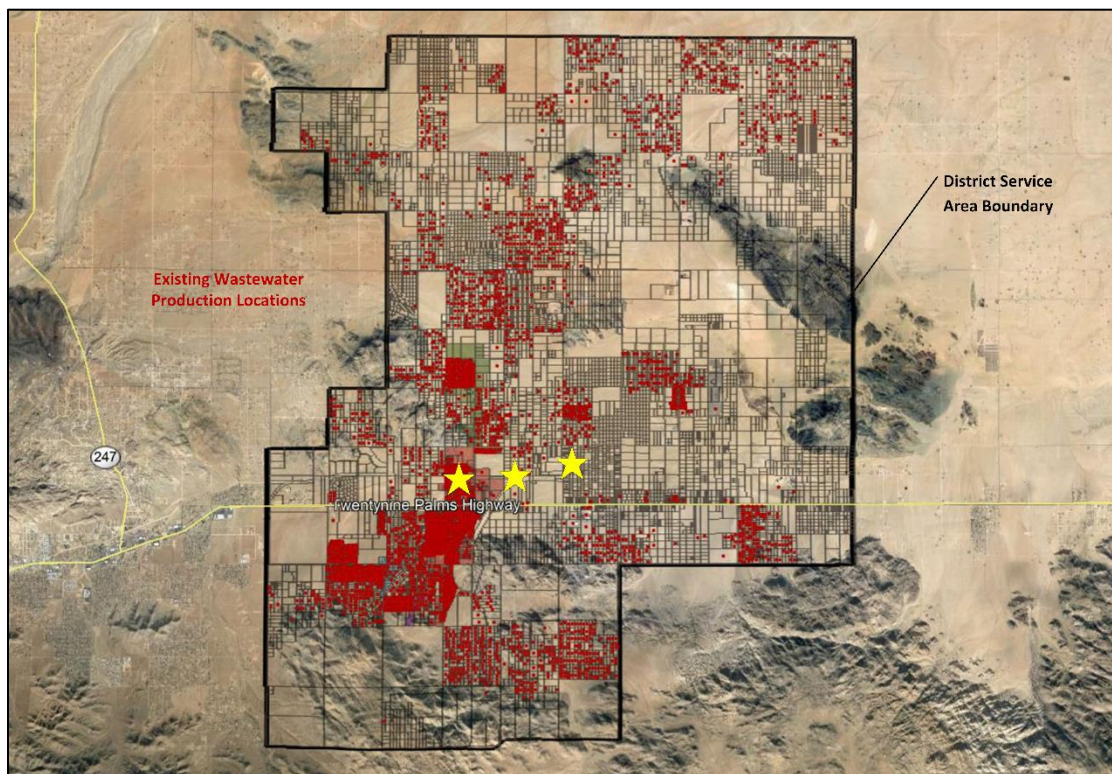 District Service
Area Boundary
Existing Wastewater
Production Locations
247
Twentynine Palms Highway